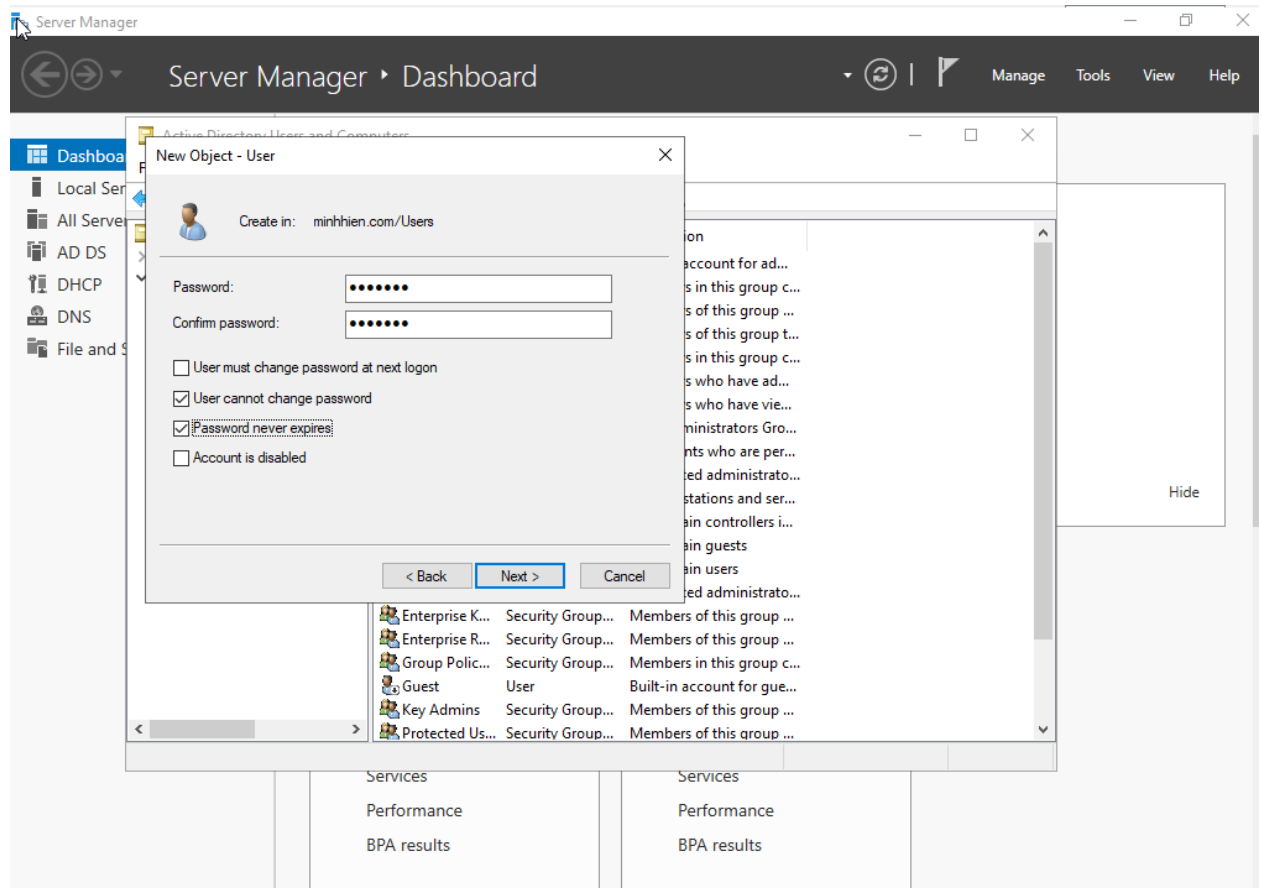 Server Manager
Server Manager ‣ Dashboard
Manage Tools View Help
Active Directory Users and Computers
New Object - User
Create in: minhhien.com/Users
Password: •••••••
Confirm password: •••••••
User must change password at next logon
User cannot change password
Password never expires
Account is disabled
< Back Next > Cancel
Dashboa
Local Ser
All Server
AD DS
DHCP
DNS
File and S
F
ion
account for ad...
s in this group c...
s of this group ...
s of this group t...
s in this group c...
s who have ad...
s who have vie...
ministrators Gro...
nts who are per...
ted administrato...
stations and ser...
ain controllers i...
ain guests
ain users
ted administrato...
Enterprise K... Security Group... Members of this group ...
Enterprise R... Security Group... Members of this group ...
Group Polic... Security Group... Members in this group c...
Guest User Built-in account for gue...
Key Admins Security Group... Members of this group ...
Protected Us... Security Group... Members of this group ...
Hide
Services Services
Performance Performance
BPA results BPA results